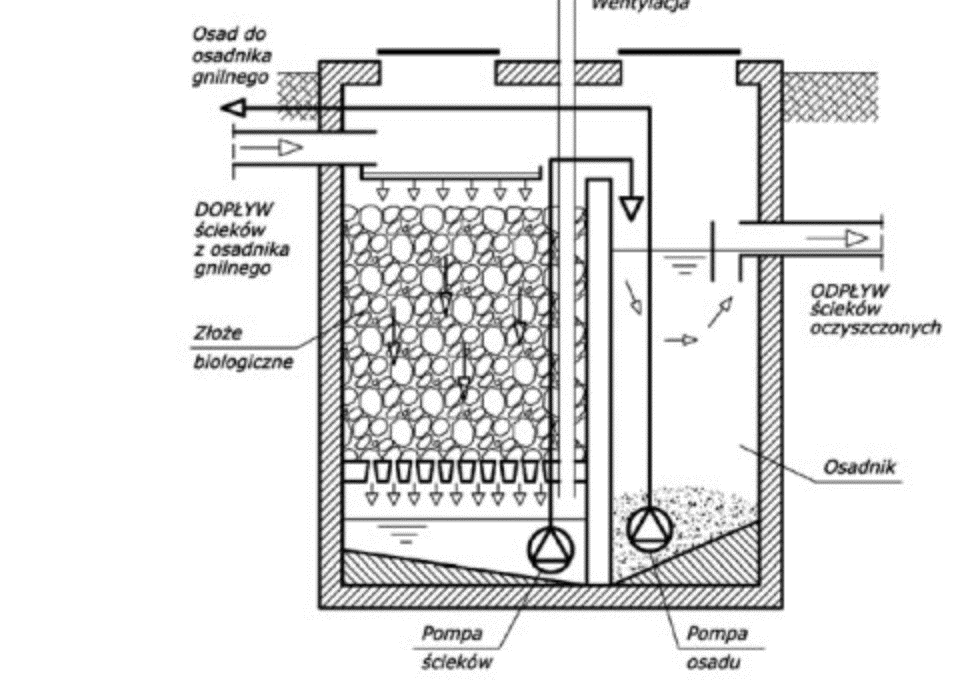 Wentylacja
Osad do
osadnika
gnilnego
DOPŁYW
ścieków
z osadnika
gnilnego
Złoże
biologiczne
ODPŁYW
ścieków
oczyszczonych
Osadnik
Pompa
ścieków
Pompa
osadu